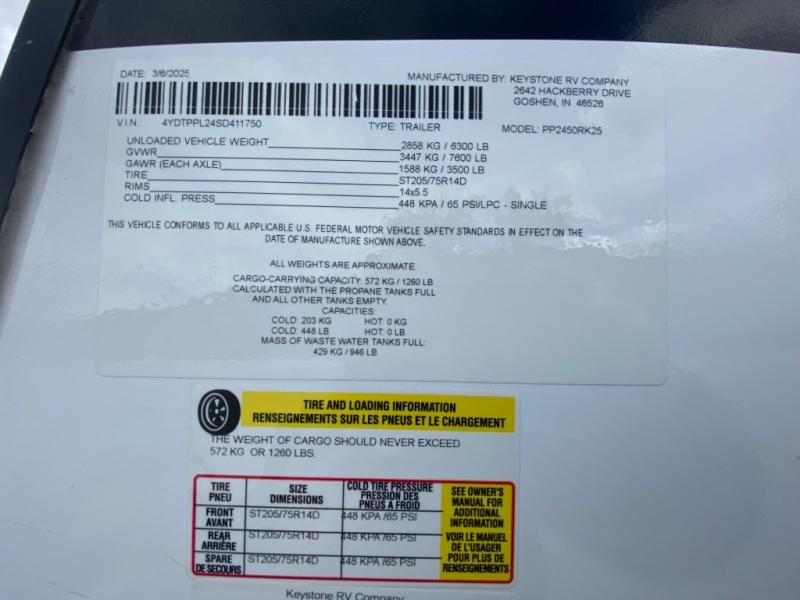 DATE: 3/6/2025
MANUFACTURED BY: KEYSTONE RV COMPANY
2642 HACKBERRY DRIVE
GOSHEN, IN 46526
V.I.N.: 4YDTPPL24SD411750 TYPE: TRAILER MODEL: PP2450RK25
UNLOADED VEHICLE WEIGHT 2858 KG / 6300 LB
GVWR 3447 KG / 7600 LB
GAWR (EACH AXLE) 1588 KG / 3500 LB
TIRE ST205/75R14D
RIMS 14x5.5
COLD INFL. PRESS 448 KPA / 65 PSI/LPC - SINGLE
THIS VEHICLE CONFORMS TO ALL APPLICABLE U.S. FEDERAL MOTOR VEHICLE SAFETY STANDARDS IN EFFECT ON THE
DATE OF MANUFACTURE SHOWN ABOVE.
ALL WEIGHTS ARE APPROXIMATE.
CARGO-CARRYING CAPACITY: 572 KG / 1260 LB
CALCULATED WITH THE PROPANE TANKS FULL
AND ALL OTHER TANKS EMPTY.
CAPACITIES:
COLD: 203 KG HOT: 0 KG
COLD: 448 LB HOT: 0 LB
MASS OF WASTE WATER TANKS FULL:
429 KG / 946 LB
TIRE AND LOADING INFORMATION
RENSEIGNEMENTS SUR LES PNEUS ET LE CHARGEMENT
THE WEIGHT OF CARGO SHOULD NEVER EXCEED
572 KG OR 1260 LBS.
TIRE
PNEU
SIZE
DIMENSIONS
COLD TIRE PRESSURE
PRESSION DES
PNEUS A FROID
FRONT
AVANT
ST205/75R14D
448 KPA /65 PSI
REAR
ARRIÈRE
ST205/75R14D
448 KPA /65 PSI
SPARE
DE SECOURS
ST205/75R14D
448 KPA /65 PSI
SEE OWNER'S
MANUAL FOR
ADDITIONAL
INFORMATION
VOIR LE MANUEL
DE L'USAGER
POUR PLUS DE
RENSEIGNEMENTS
Keystone RV Company